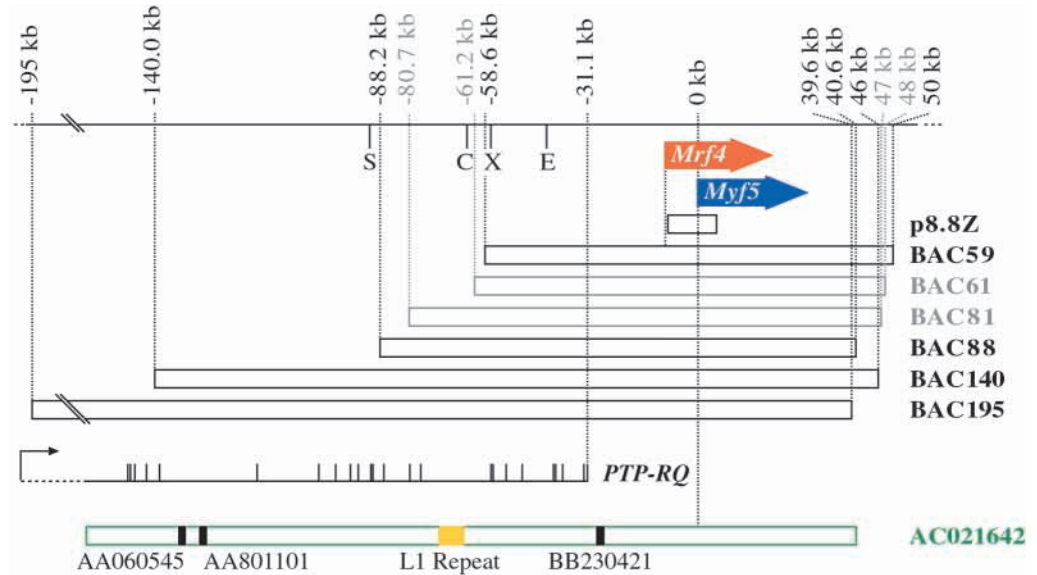 -195 kb
-140.0 kb
-88.2 kb
-80.7 kb
-61.2 kb
-58.6 kb
-31.1 kb
0 kb
39.6 kb
40.6 kb
46 kb
47 kb
48 kb
50 kb
S C X E
Mrf4
Myf5
p8.8Z
BAC59
BAC61
BAC81
BAC88
BAC140
BAC195
PTP-RQ
AC021642
AA060545 AA801101 L1 Repeat BB230421